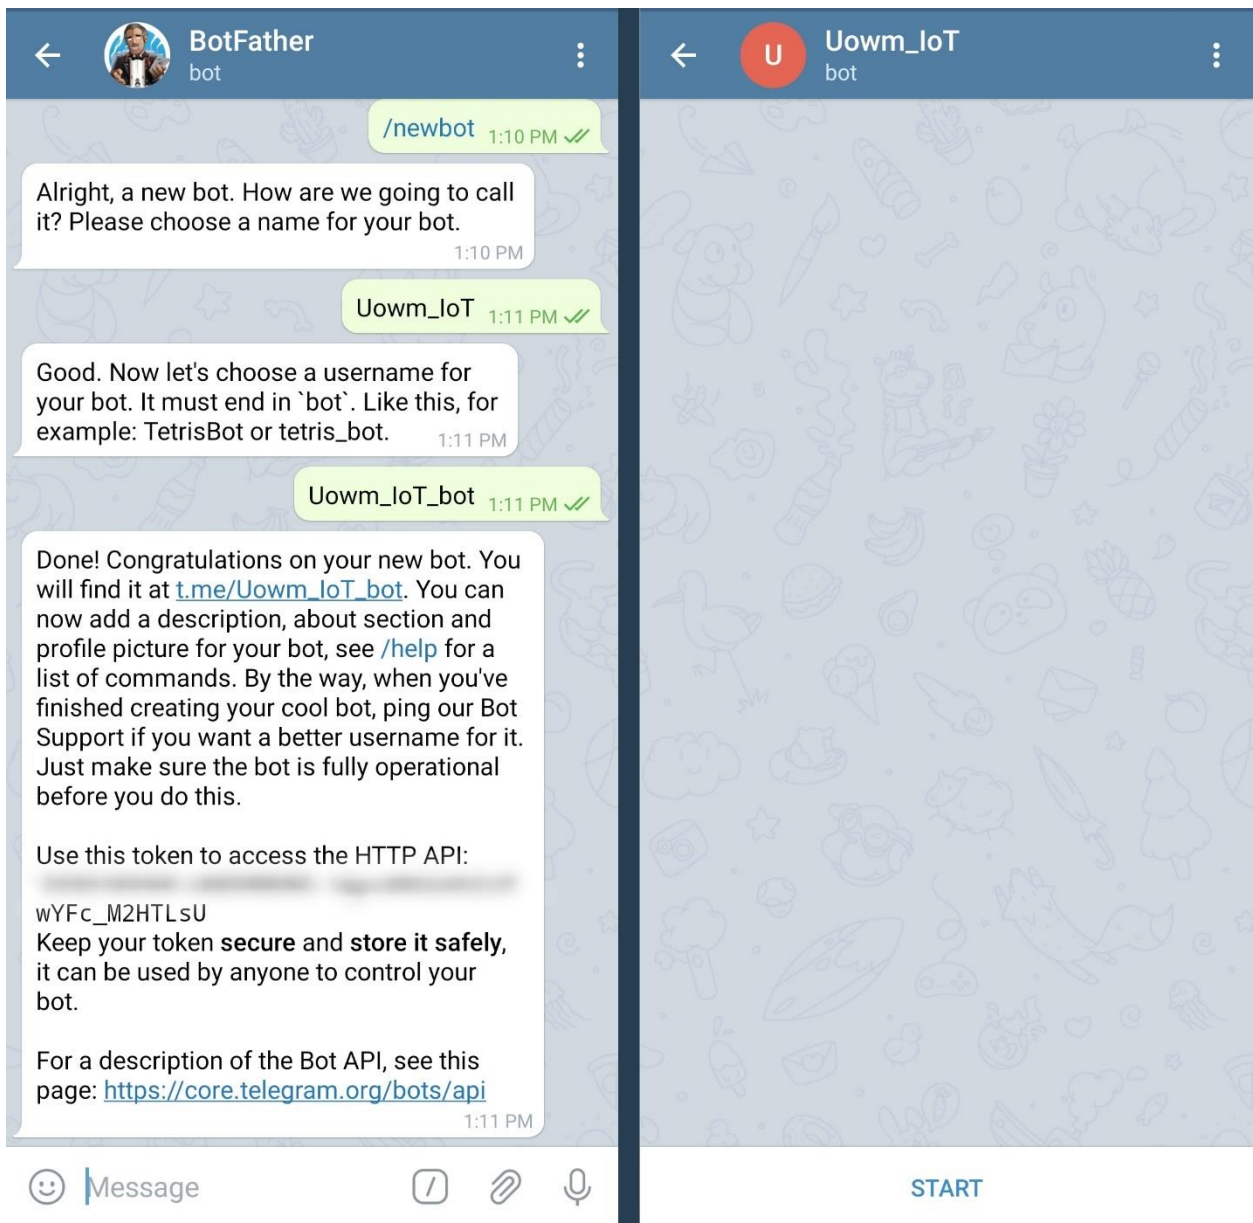 BotFather
bot
/newbot 1:10 PM
Alright, a new bot. How are we going to call
it? Please choose a name for your bot.
1:10 PM
Uowm_IoT 1:11 PM
Good. Now let's choose a username for
your bot. It must end in `bot`. Like this, for
example: TetrisBot or tetris_bot. 1:11 PM
Uowm_IoT_bot 1:11 PM
Done! Congratulations on your new bot. You
will find it at t.me/Uowm_IoT_bot. You can
now add a description, about section and
profile picture for your bot, see /help for a
list of commands. By the way, when you've
finished creating your cool bot, ping our Bot
Support if you want a better username for it.
Just make sure the bot is fully operational
before you do this.
Use this token to access the HTTP API:
wYFc_M2HTLsU
Keep your token secure and store it safely,
it can be used by anyone to control your
bot.
For a description of the Bot API, see this
page: https://core.telegram.org/bots/api
1:11 PM
Message
U
Uowm_IoT
bot
START